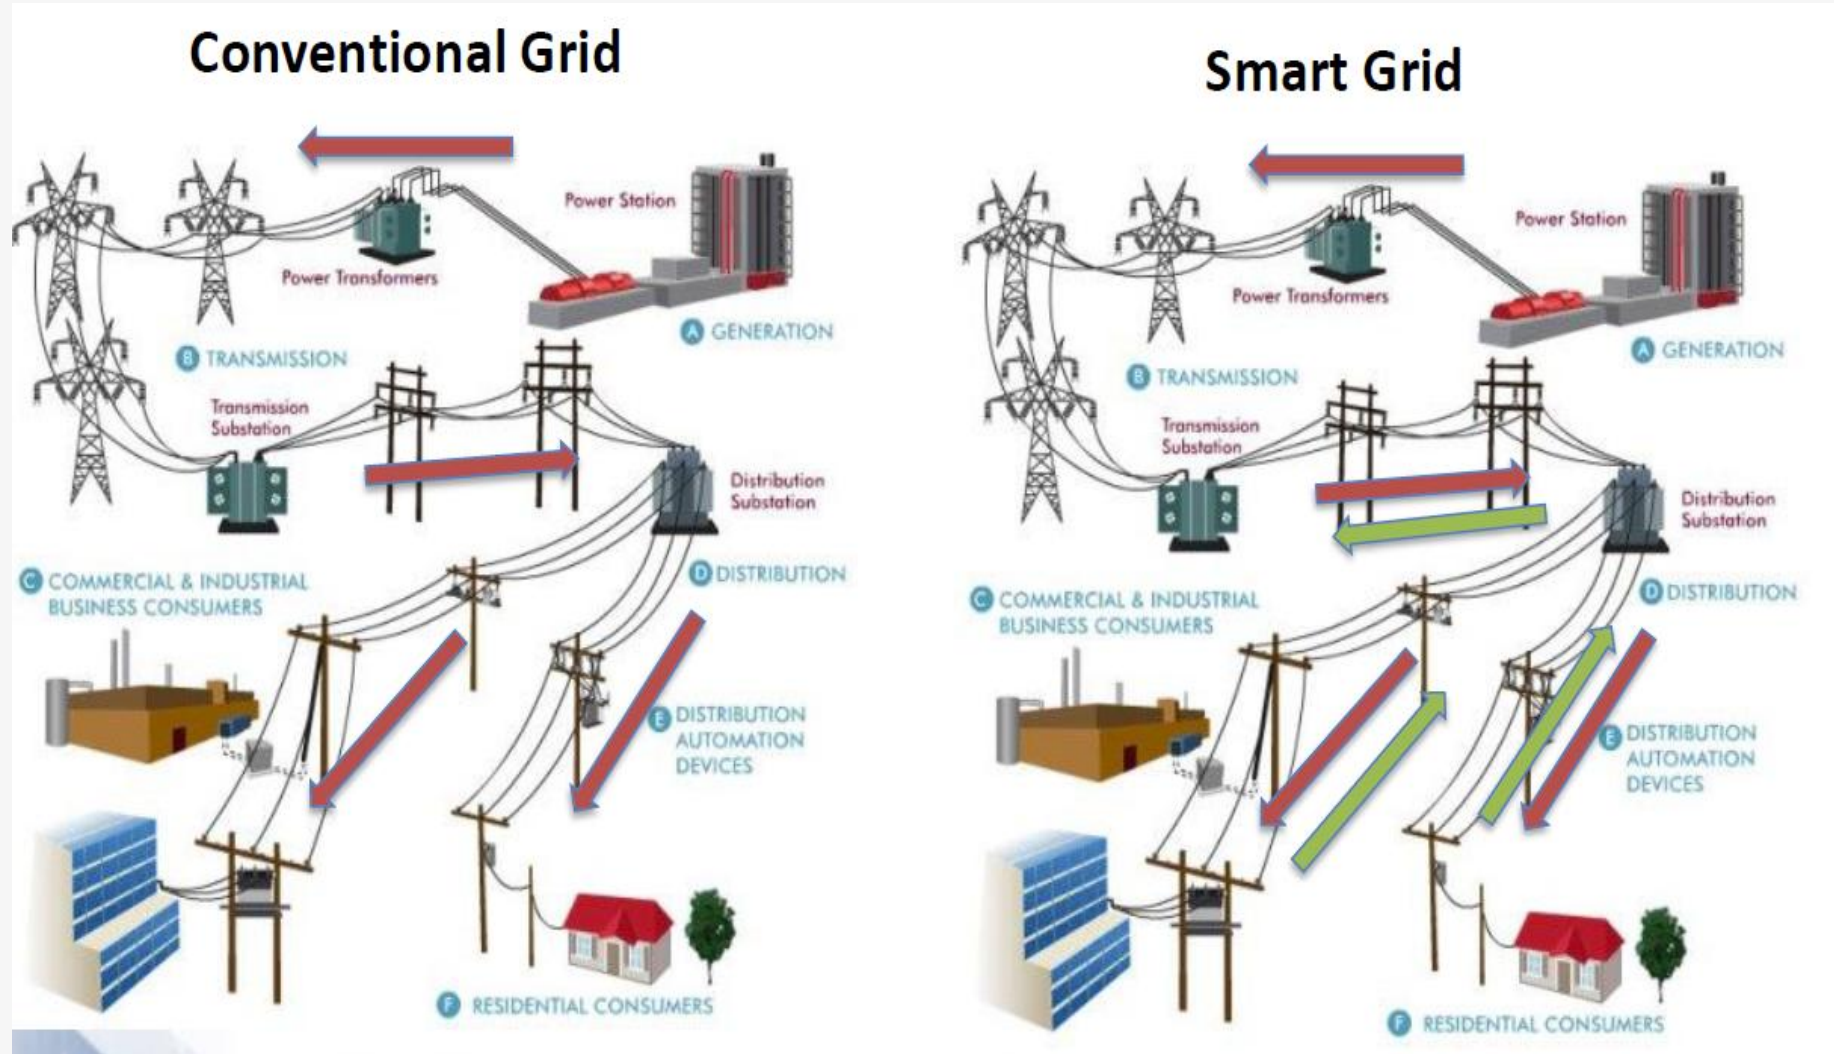 Conventional Grid
Power Station
Power Transformers
A GENERATION
B TRANSMISSION
Transmission
Substation
Distribution
Substation
C COMMERCIAL & INDUSTRIAL
BUSINESS CONSUMERS
D DISTRIBUTION
E DISTRIBUTION
AUTOMATION
DEVICES
F RESIDENTIAL CONSUMERS
Smart Grid
Power Station
Power Transformers
A GENERATION
B TRANSMISSION
Transmission
Substation
Distribution
Substation
C COMMERCIAL & INDUSTRIAL
BUSINESS CONSUMERS
D DISTRIBUTION
E DISTRIBUTION
AUTOMATION
DEVICES
F RESIDENTIAL CONSUMERS